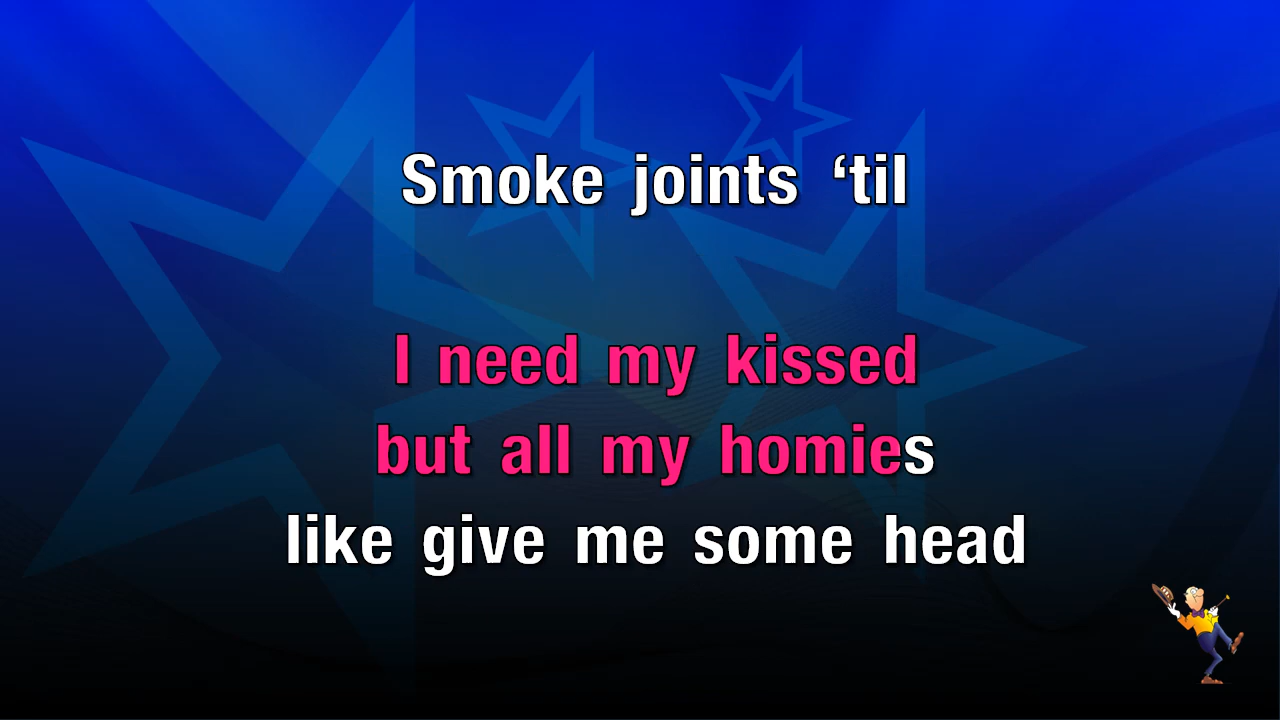 Smoke joints ‘til
I need my kissed
but all my homies
like give me some head